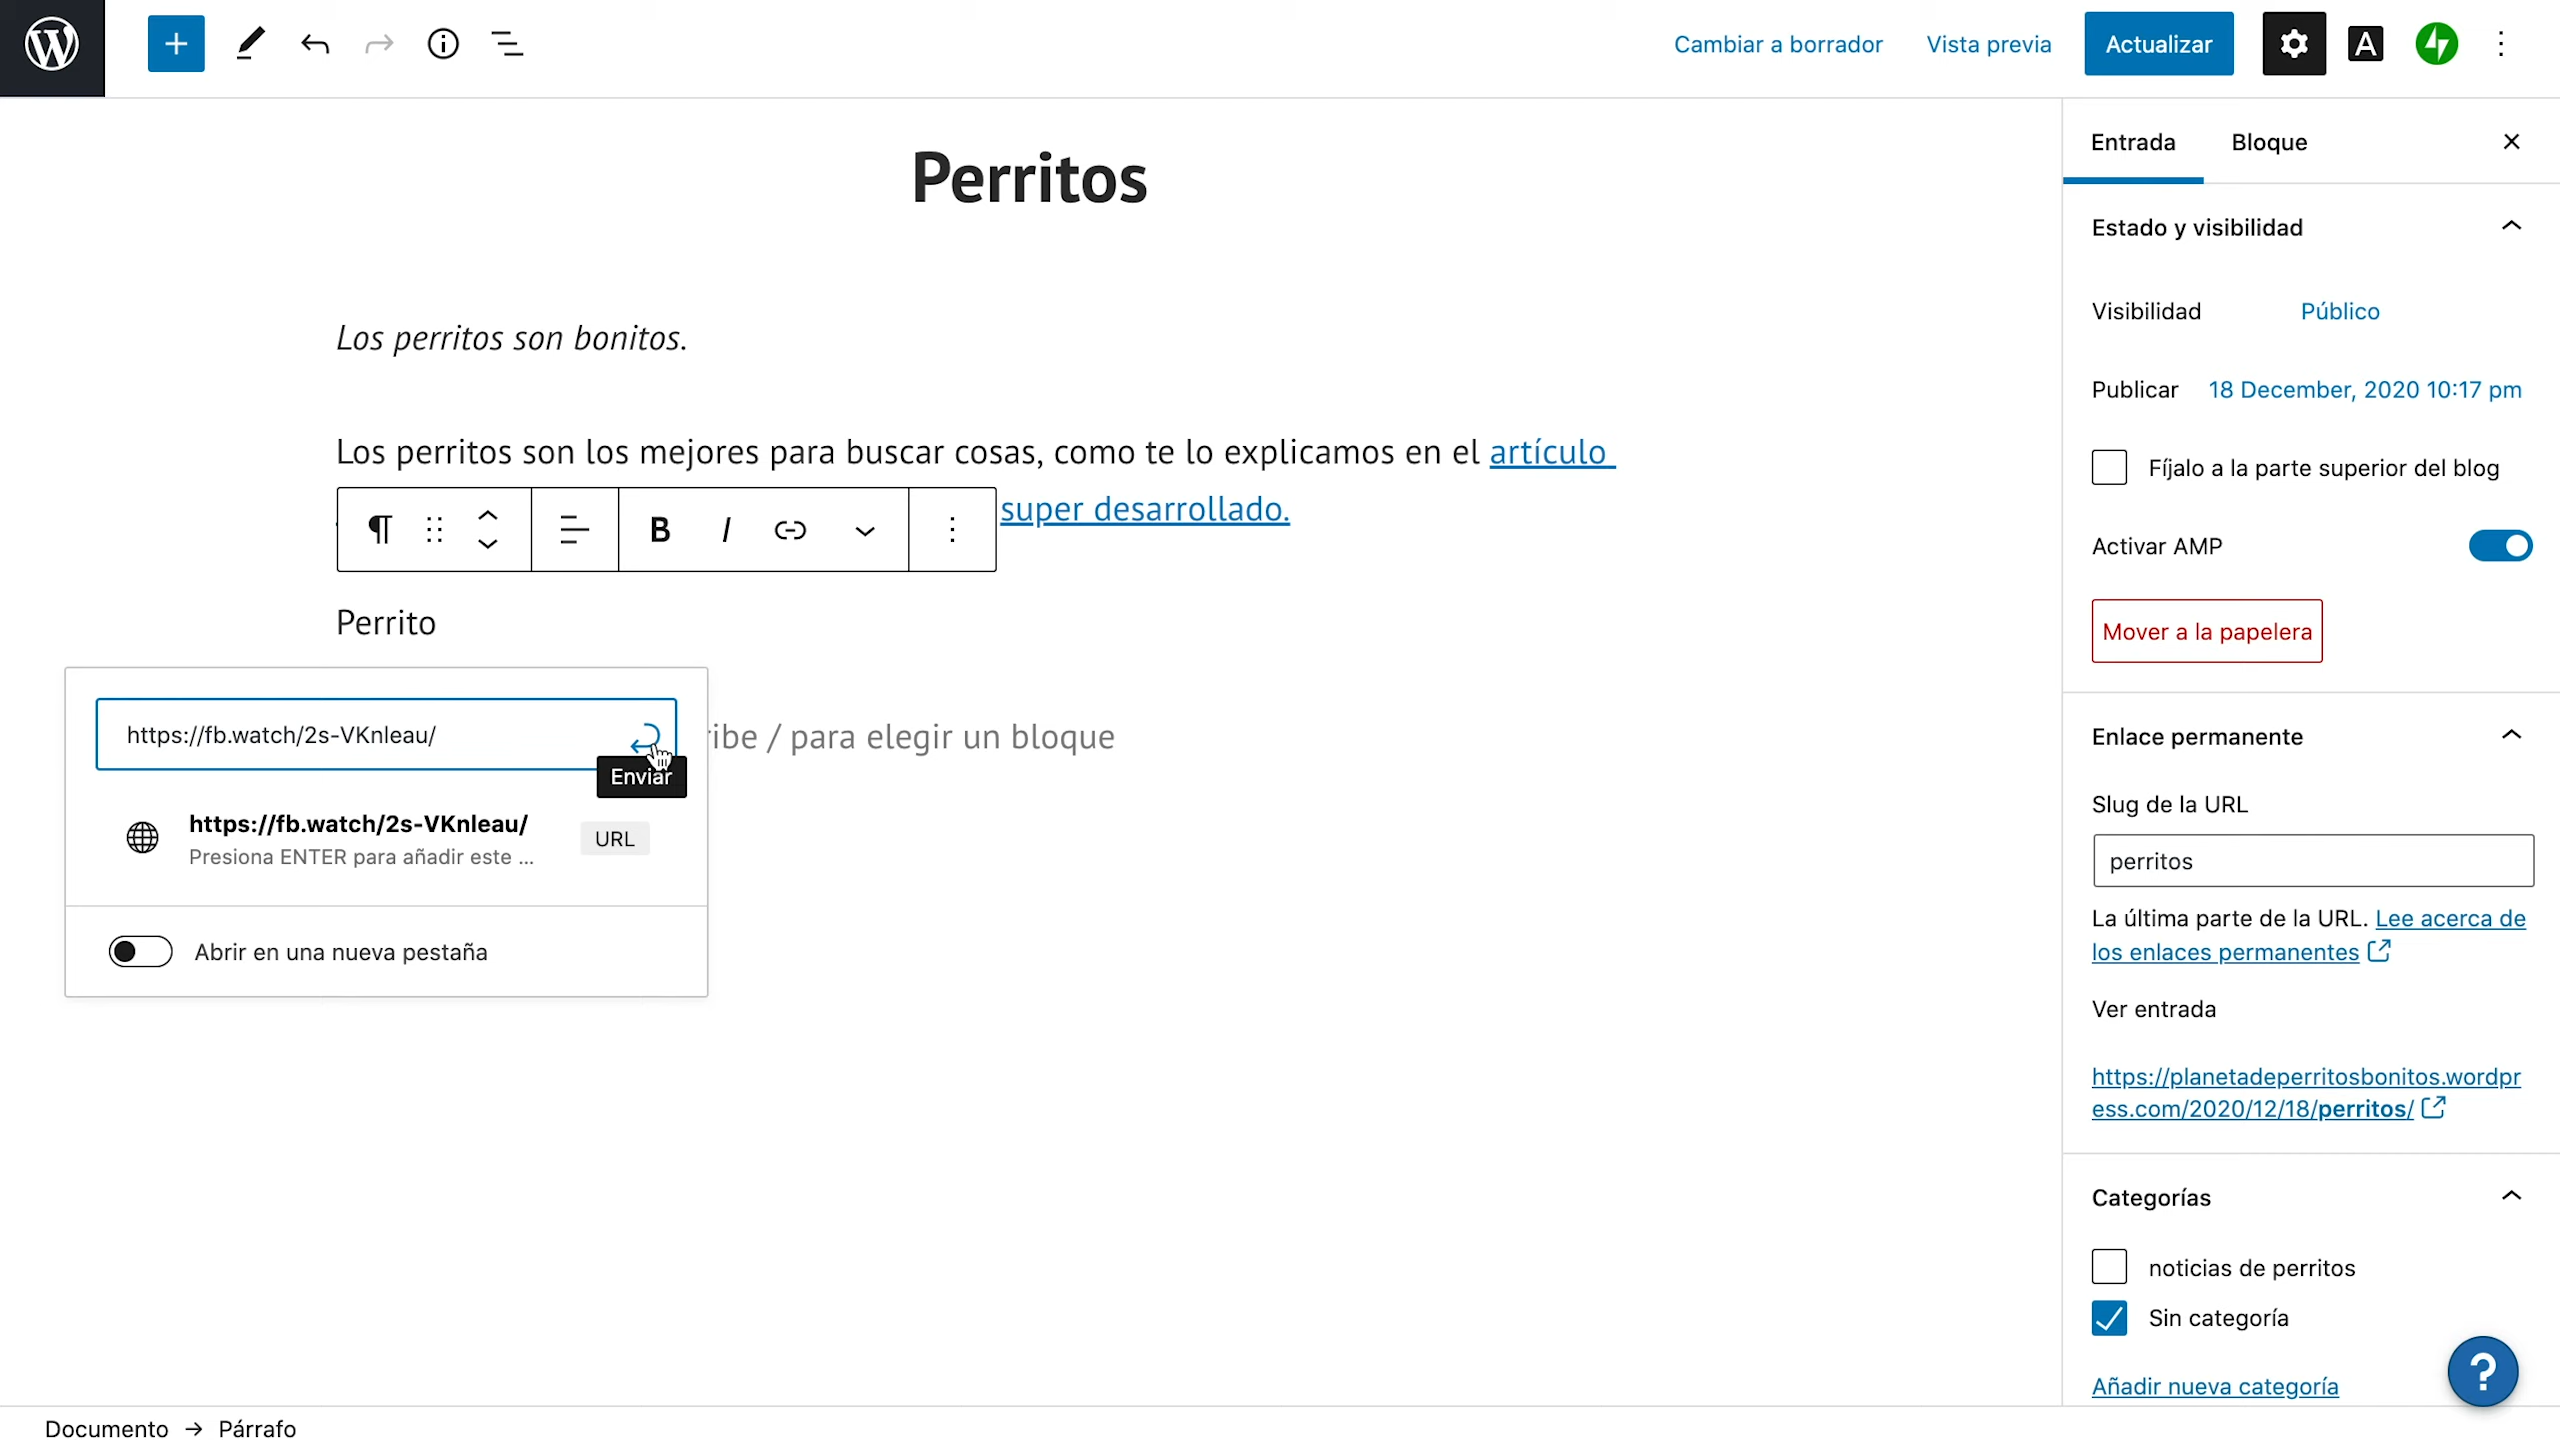 Cambiar a borrador
Vista previa
Actualizar
A
Perritos
Los perritos son bonitos.
Los perritos son los mejores para buscar cosas, como te lo explicamos en el artículo
super desarrollado.
B
I
Perrito
https://fb.watch/2s-VKnleau/
Enviar
ribe / para elegir un bloque
https://fb.watch/2s-VKnleau/
Presiona ENTER para añadir este ...
URL
Abrir en una nueva pestaña
Entrada
Bloque
Estado y visibilidad
Visibilidad
Público
Publicar
18 December, 2020 10:17 pm
Fíjalo a la parte superior del blog
Activar AMP
Mover a la papelera
Enlace permanente
Slug de la URL
perritos
La última parte de la URL. Lee acerca de
los enlaces permanentes
Ver entrada
https://planetadeperritosbonitos.wordpr
ess.com/2020/12/18/perritos/
Categorías
noticias de perritos
Sin categoría
Añadir nueva categoría
?
Documento → Párrafo